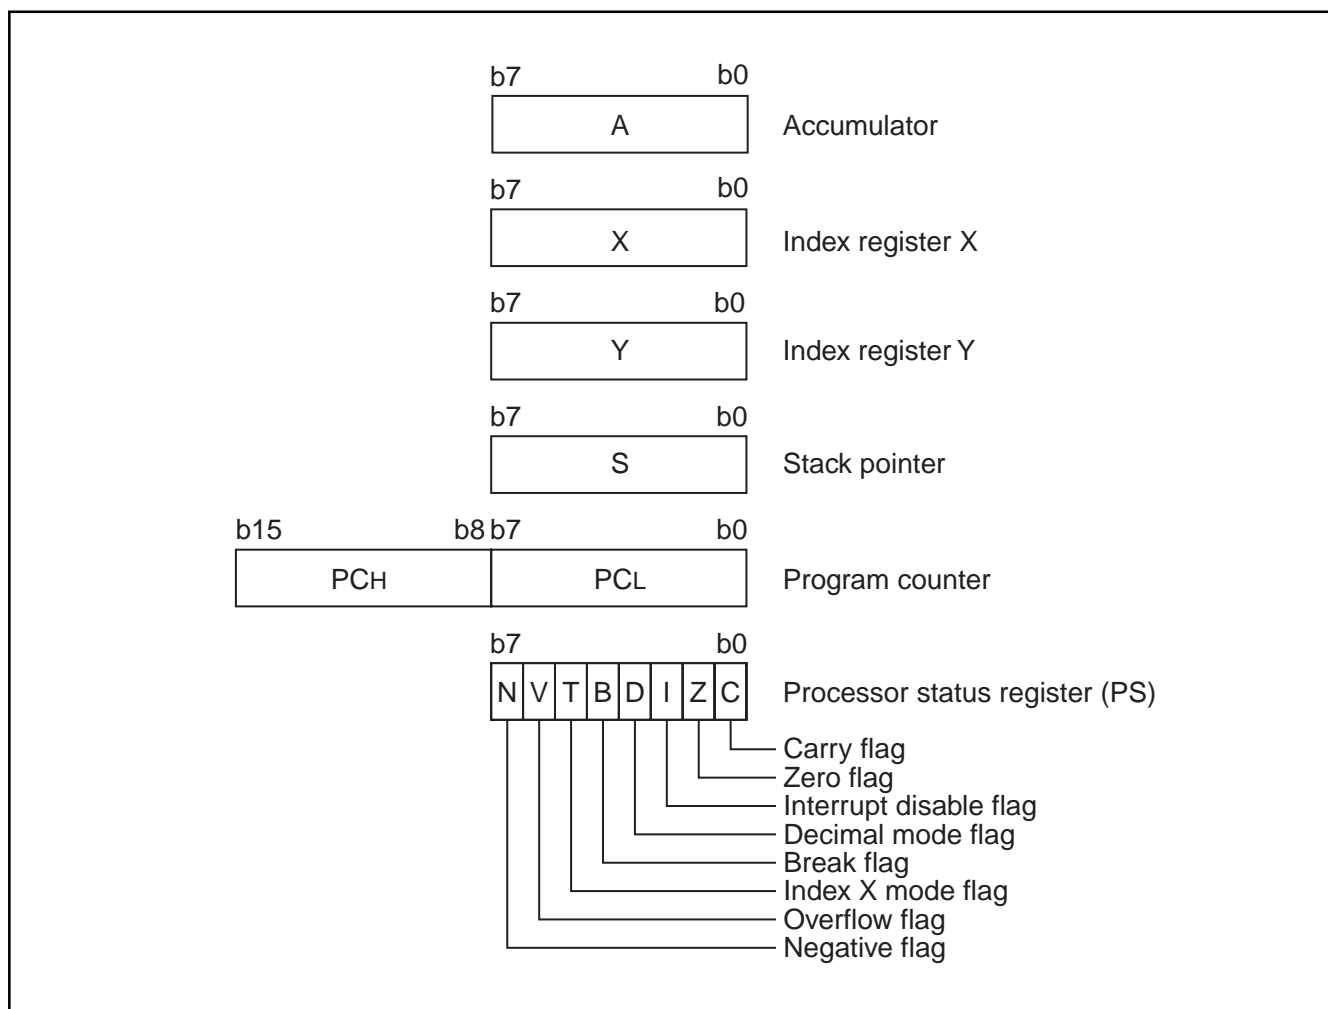 b7 b0
A Accumulator
b7 b0
X Index register X
b7 b0
Y Index register Y
b7 b0
S Stack pointer
b15 b8 b7 b0
PCH PCL Program counter
b7 b0
N V T B D I Z C Processor status register (PS)
Carry flag
Zero flag
Interrupt disable flag
Decimal mode flag
Break flag
Index X mode flag
Overflow flag
Negative flag